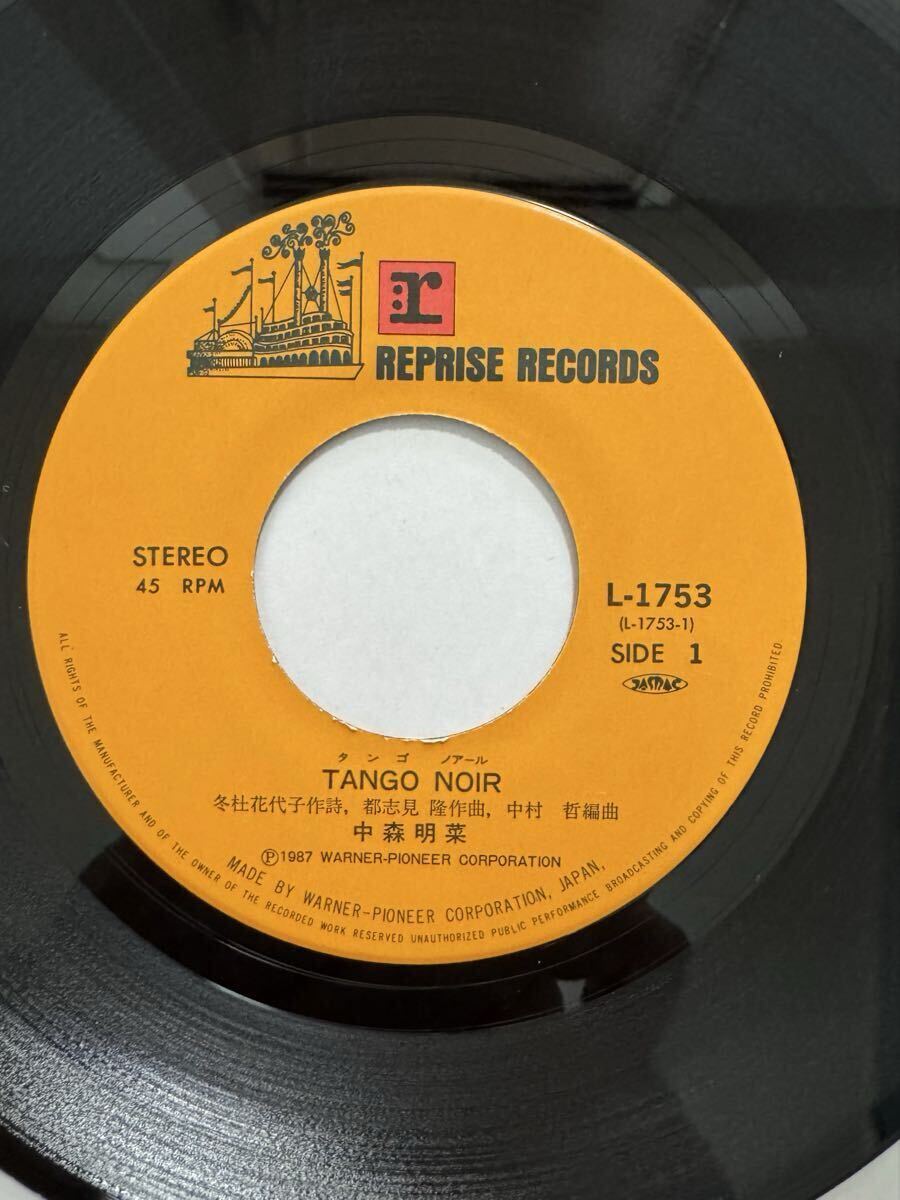 r
REPRISE RECORDS
STEREO
45 RPM
L-1753
(L-1753-1)
SIDE 1
JASRAC
タンゴ ノアール
TANGO NOIR
冬杜花代子作詩, 都志見 隆作曲, 中村 哲編曲
中森明菜
Ⓟ1987 WARNER-PIONEER CORPORATION
MADE BY WARNER-PIONEER CORPORATION, JAPAN,
ALL RIGHTS OF THE MANUFACTURER AND OF THE OWNER OF THE RECORDED WORK RESERVED UNAUTHORIZED PUBLIC PERFORMANCE BROADCASTING AND COPYING OF THIS RECORD PROHIBITED.